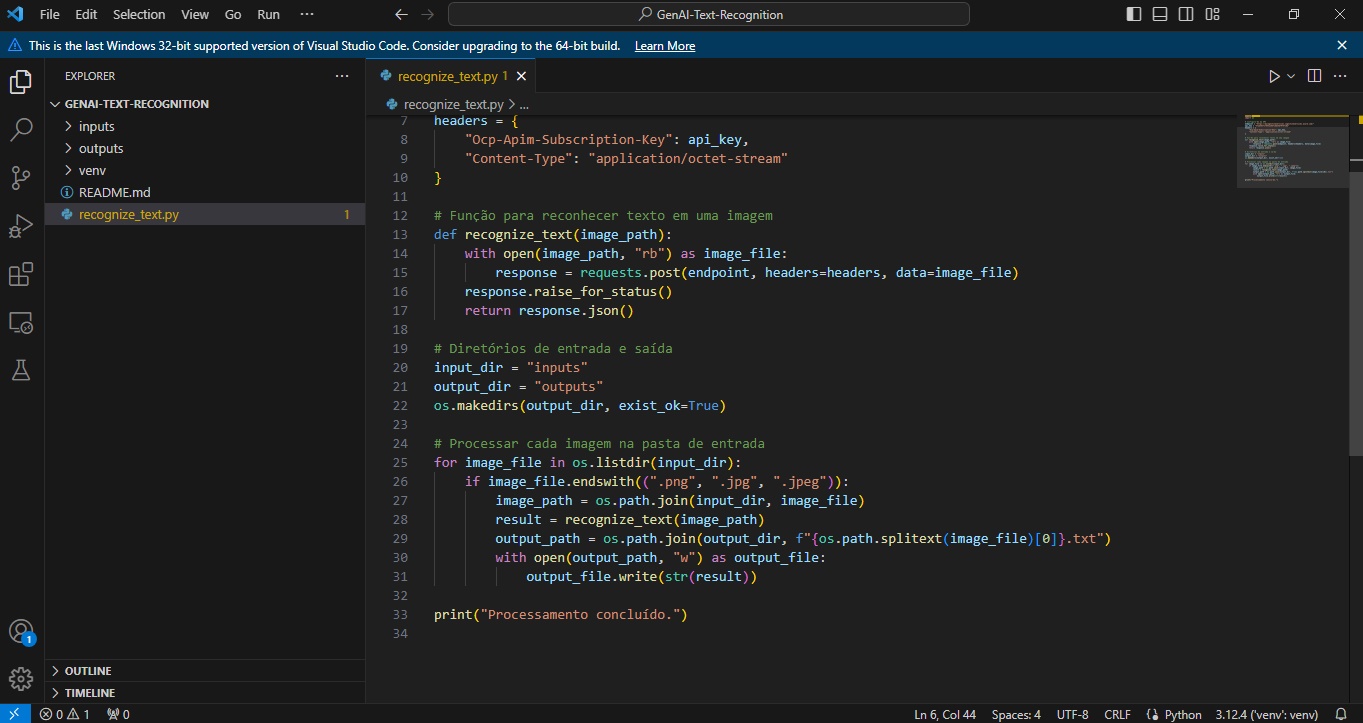 File Edit Selection View Go Run ··· GenAI-Text-Recognition
This is the last Windows 32-bit supported version of Visual Studio Code. Consider upgrading to the 64-bit build. Learn More
EXPLORER ···
GENAI-TEXT-RECOGNITION
inputs
outputs
venv
README.md
recognize_text.py 1
OUTLINE
TIMELINE
recognize_text.py 1
recognize_text.py > ...
7 headers = {
8     "Ocp-Apim-Subscription-Key": api_key,
9     "Content-Type": "application/octet-stream"
10 }
11
12 # Função para reconhecer texto em uma imagem
13 def recognize_text(image_path):
14     with open(image_path, "rb") as image_file:
15         response = requests.post(endpoint, headers=headers, data=image_file)
16     response.raise_for_status()
17     return response.json()
18
19 # Diretórios de entrada e saída
20 input_dir = "inputs"
21 output_dir = "outputs"
22 os.makedirs(output_dir, exist_ok=True)
23
24 # Processar cada imagem na pasta de entrada
25 for image_file in os.listdir(input_dir):
26     if image_file.endswith((".png", ".jpg", ".jpeg")):
27         image_path = os.path.join(input_dir, image_file)
28         result = recognize_text(image_path)
29         output_path = os.path.join(output_dir, f"{os.path.splitext(image_file)[0]}.txt")
30         with open(output_path, "w") as output_file:
31             output_file.write(str(result))
32
33 print("Processamento concluído.")
34
1
0 1 0 Ln 6, Col 44 Spaces: 4 UTF-8 CRLF Python 3.12.4 ('venv': venv)